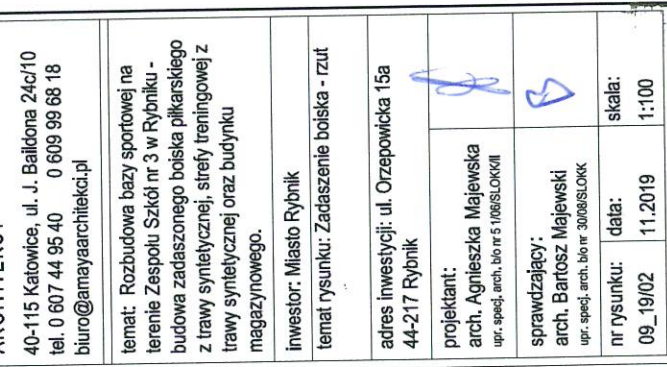 40-115 Katowice, ul. J. Baildona 24c/10
tel. 0 607 44 95 40 0 609 99 68 18
biuro@amayaarchitekci.pl
temat: Rozbudowa bazy sportowej na
terenie Zespołu Szkół nr 3 w Rybniku -
budowa zadaszonego boiska piłkarskiego
z trawy syntetycznej, strefy treningowej z
trawy syntetycznej oraz budynku
magazynowego.
inwestor: Miasto Rybnik
temat rysunku: Zadaszenie boiska - rzut
adres inwestycji: ul. Orzepowicka 15a
44-217 Rybnik
projektant:
arch. Agnieszka Majewska
upr. specj. arch. b/o nr 5 1/06/SLOKK/II
sprawdzający:
arch. Bartosz Majewski
upr. specj. arch. b/o nr 30/08/SLOKK
nr rysunku: data: skala:
09_19/02 11.2019 1:100